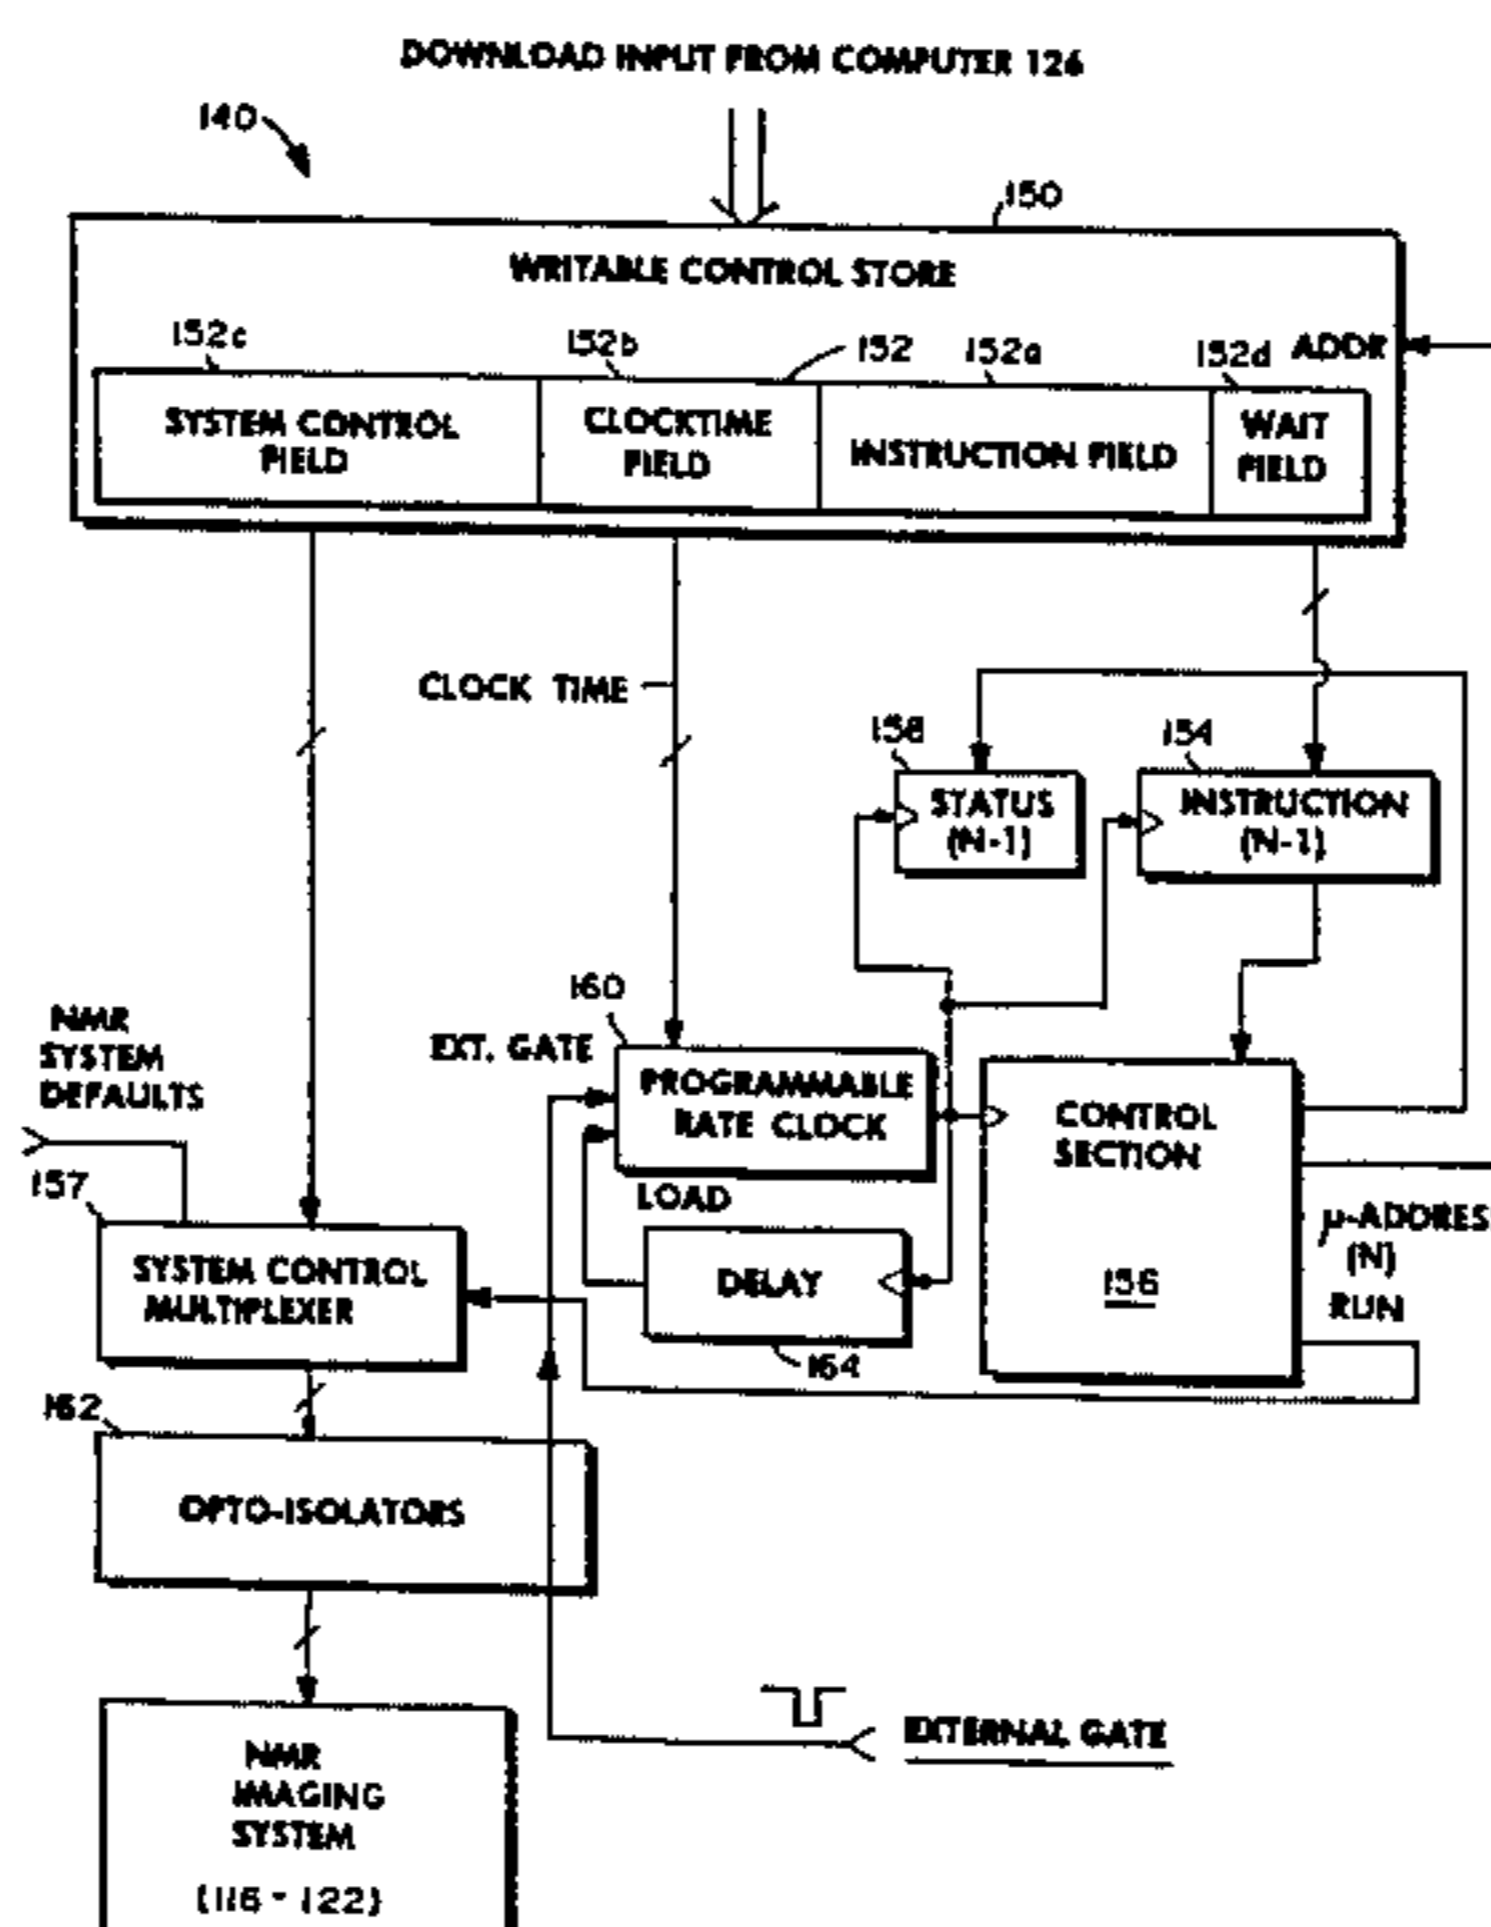 DOWNLOAD INPUT FROM COMPUTER 126
140
150
WRITABLE CONTROL STORE
152c
152b
152
152a
152d
ADDR
SYSTEM CONTROL
FIELD
CLOCKTIME
FIELD
INSTRUCTION FIELD
WAIT
FIELD
CLOCK TIME
158
154
STATUS
(N-1)
INSTRUCTION
(N-1)
160
NMR
SYSTEM
DEFAULTS
EXT. GATE
PROGRAMMABLE
RATE CLOCK
CONTROL
SECTION
157
LOAD
µ-ADDRES
(N)
SYSTEM CONTROL
MULTIPLEXER
DELAY
156
RUN
164
162
OPTO-ISOLATORS
EXTERNAL GATE
NMR
IMAGING
SYSTEM
(116 - 122)